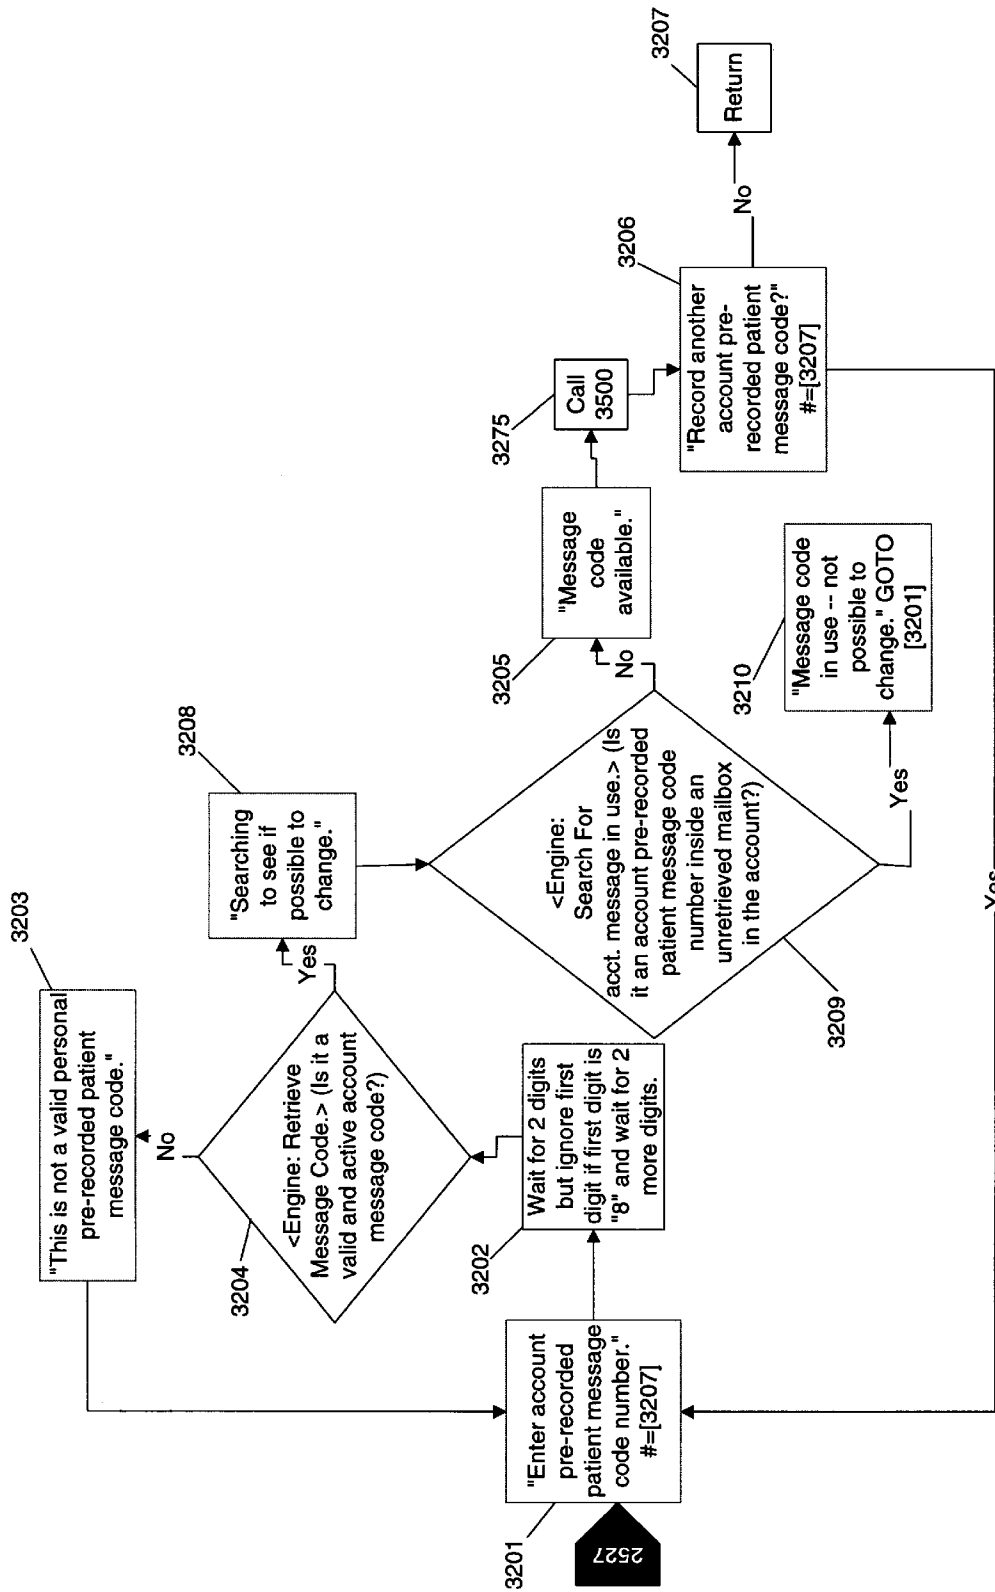 2527
3201
"Enter account
pre-recorded
patient message
code number."
#=[3207]
3202
Wait for 2 digits
but ignore first
digit if first digit is
"8" and wait for 2
more digits.
3204
<Engine: Retrieve
Message Code.> (Is it a
valid and active account
message code?)
No
3203
"This is not a valid personal
pre-recorded patient
message code."
Yes
3208
"Searching
to see if
possible to
change."
3209
<Engine:
Search For
acct. message in use.> (Is
it an account pre-recorded
patient message code
number inside an
unretrieved mailbox
in the account?)
No
3205
"Message
code
available."
3275
Call
3500
Yes
3210
"Message code
in use -- not
possible to
change." GOTO
[3201]
3206
"Record another
account pre-
recorded patient
message code?"
#=[3207]
No
3207
Return
Yes